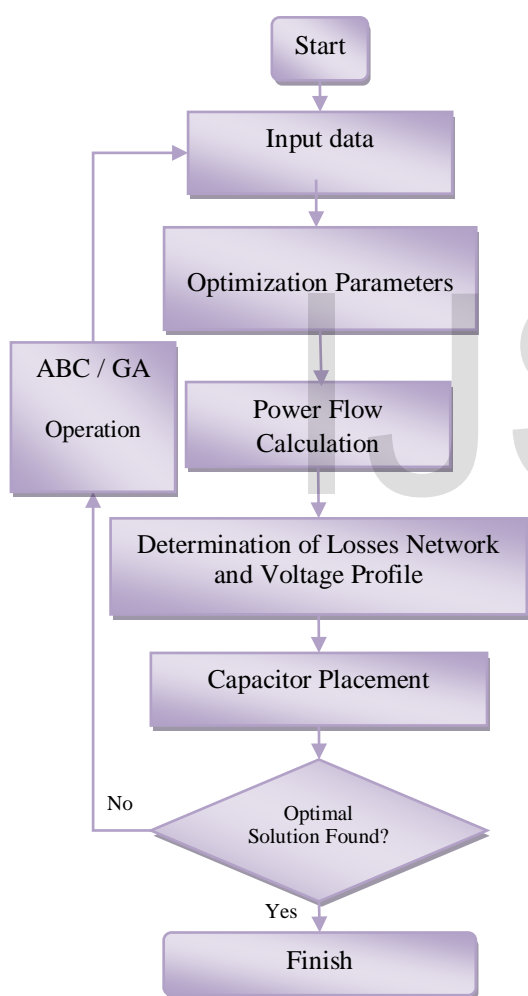 Start
Input data
Optimization Parameters
ABC / GA
Operation
Power Flow
Calculation
Determination of Losses Network
and Voltage Profile
Capacitor Placement
Optimal
Solution Found?
No
Yes
Finish
IJS